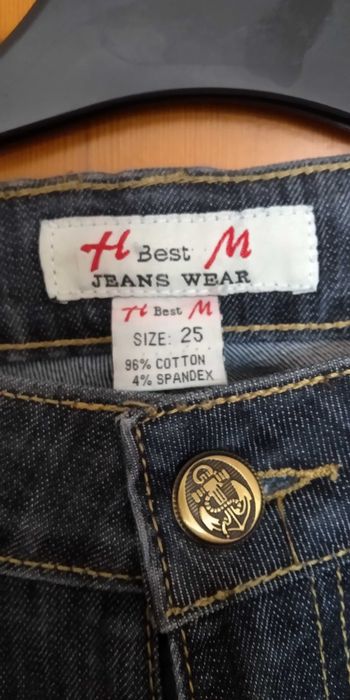 H Best M
JEANS WEAR
H Best M
SIZE: 25
96% COTTON
4% SPANDEX